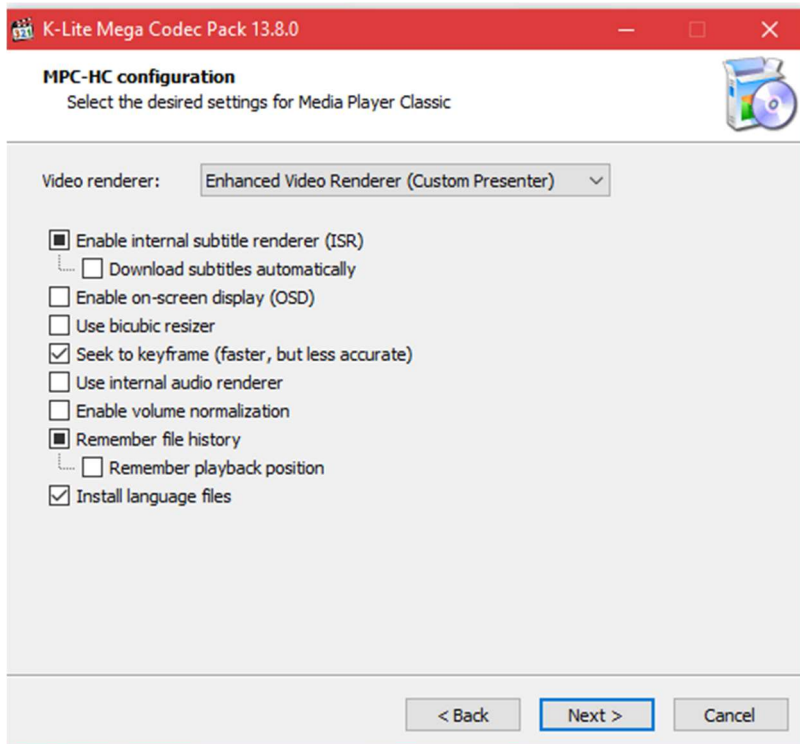 K-Lite Mega Codec Pack 13.8.0
MPC-HC configuration
Select the desired settings for Media Player Classic
Video renderer: Enhanced Video Renderer (Custom Presenter)
Enable internal subtitle renderer (ISR)
Download subtitles automatically
Enable on-screen display (OSD)
Use bicubic resizer
Seek to keyframe (faster, but less accurate)
Use internal audio renderer
Enable volume normalization
Remember file history
Remember playback position
Install language files
< Back Next > Cancel